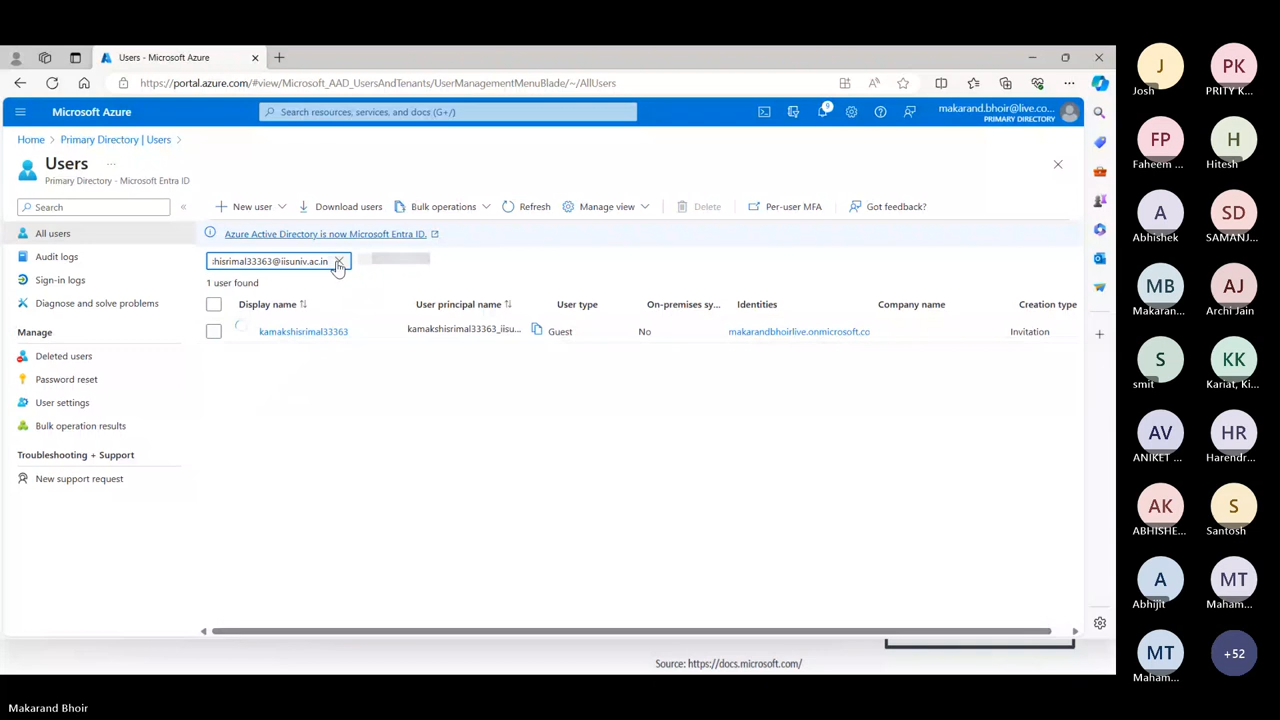 Users - Microsoft Azure
https://portal.azure.com/#view/Microsoft_AAD_UsersAndTenants/UserManagementMenuBlade/~/AllUsers
Microsoft Azure
Search resources, services, and docs (G+/)
9
makarand.bhoir@live.co...
PRIMARY DIRECTORY
Home > Primary Directory | Users >
Users ...
Primary Directory - Microsoft Entra ID
Search
New user
Download users
Bulk operations
Refresh
Manage view
Delete
Per-user MFA
Got feedback?
All users
Audit logs
Sign-in logs
Diagnose and solve problems
Manage
Deleted users
Password reset
User settings
Bulk operation results
Troubleshooting + Support
New support request
Azure Active Directory is now Microsoft Entra ID.
hisrimal33363@iisuniv.ac.in
1 user found
Display name User principal name User type On-premises sy... Identities Company name Creation type
kamakshisrimal33363 kamakshisrimal33363_iisu... Guest No makarandbhoirlive.onmicrosoft.co Invitation
Source: https://docs.microsoft.com/
Makarand Bhoir
J PK
Josh PRITY K...
FP H
Faheem ... Hitesh
A SD
Abhishek SAMANJ...
MB AJ
Makaran... Archi Jain
S KK
smit Kariat, Ki...
AV HR
ANIKET ... Harendr...
AK S
ABHISHE... Santosh
A MT
Abhijit Maham...
MT +52
Maham...